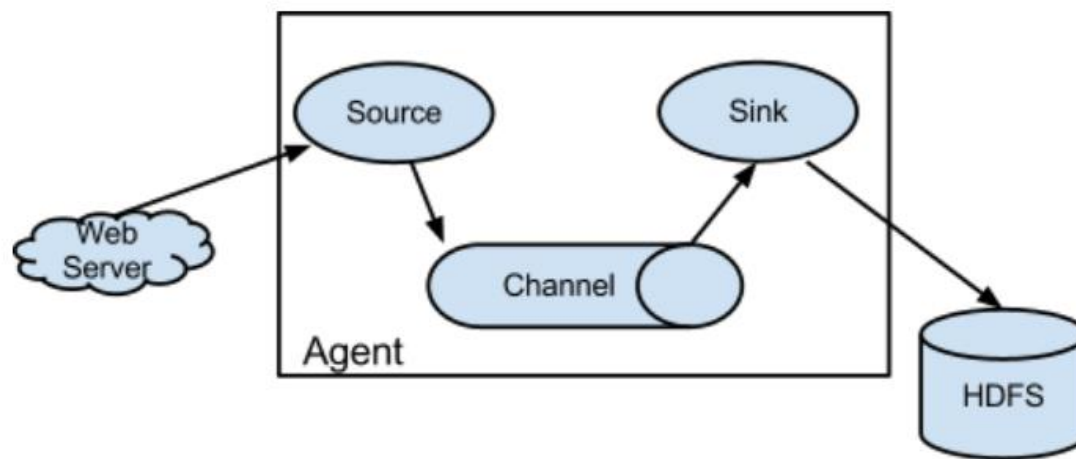 Source
Sink
Web
Server
Channel
Agent
HDFS